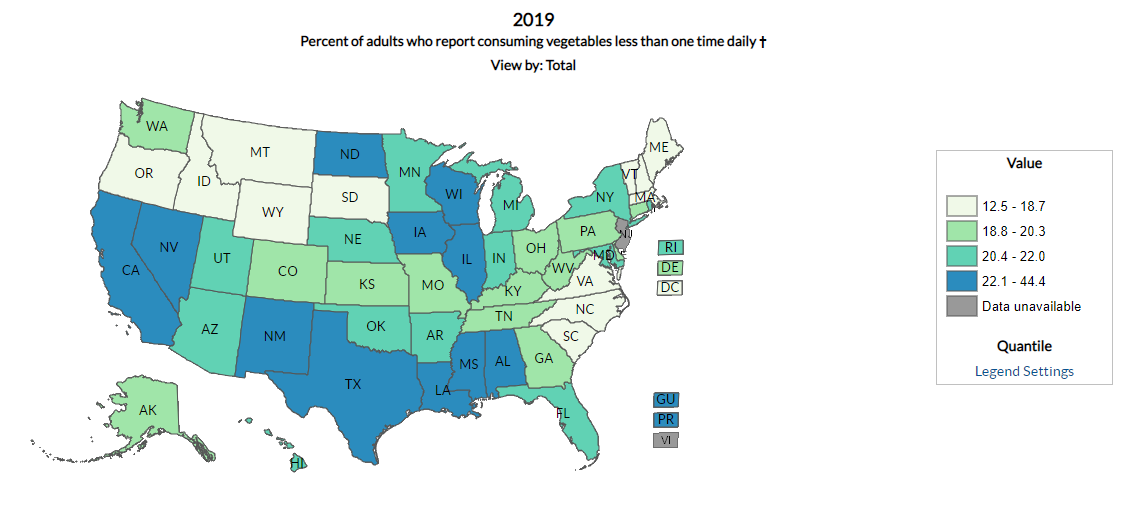 2019
Percent of adults who report consuming vegetables less than one time daily †
View by: Total
WA
MT
ND
MN
ME
OR
ID
SD
WI
VT
WY
MI
NY
MA
NV
NE
IA
PA
NJ
CA
UT
CO
KS
MO
IL
IN
OH
WV
MD
VA
KY
RI
DE
DC
AZ
NM
OK
AR
TN
NC
SC
TX
LA
MS
AL
GA
FL
AK
HI
GU
PR
VI
Value
12.5 - 18.7
18.8 - 20.3
20.4 - 22.0
22.1 - 44.4
Data unavailable
Quantile
Legend Settings